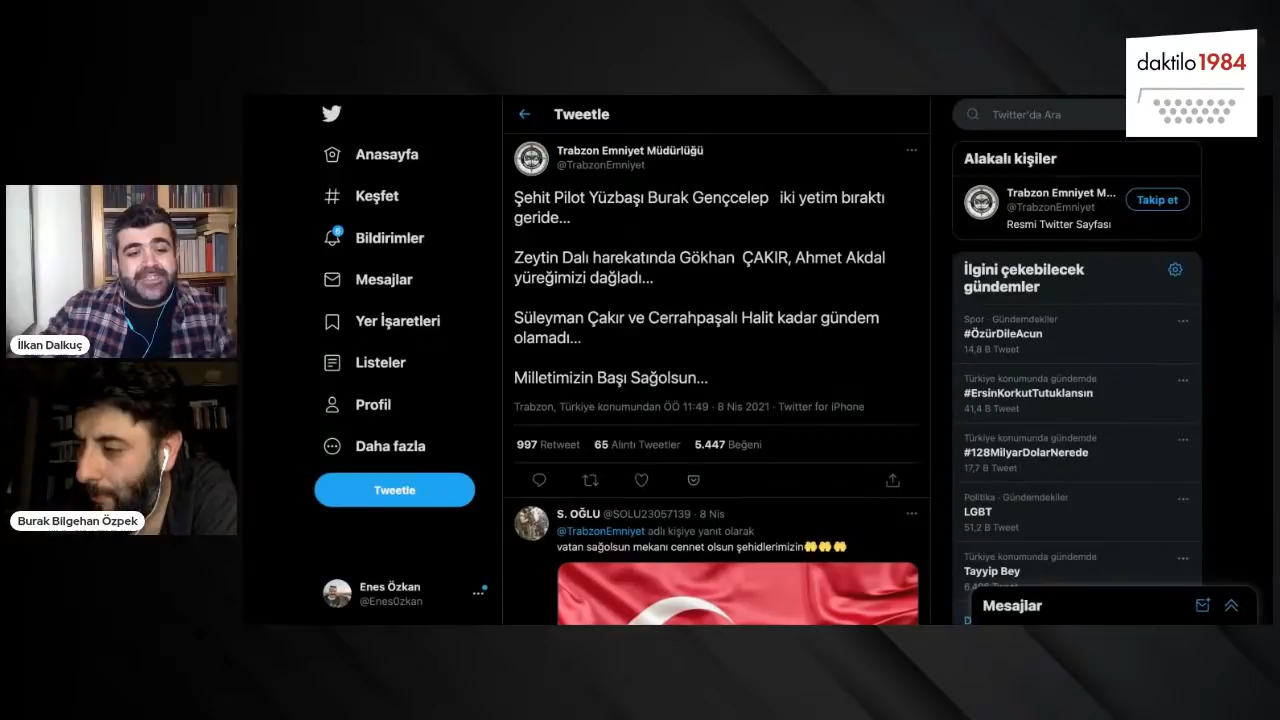 daktilo1984
İlkan Dalkuç
Burak Bilgehan Özpek
Anasayfa
Keşfet
6
Bildirimler
Mesajlar
Yer İşaretleri
Listeler
Profil
Daha fazla
Tweetle
Enes Özkan
@EnesOzkan
Tweetle
Trabzon Emniyet Müdürlüğü
@TrabzonEmniyet
Şehit Pilot Yüzbaşı Burak Gençcelep iki yetim bıraktı
geride...
Zeytin Dalı harekatında Gökhan ÇAKIR, Ahmet Akdal
yüreğimizi dağladı...
Süleyman Çakır ve Cerrahpaşalı Halit kadar gündem
olamadı...
Milletimizin Başı Sağolsun...
Trabzon, Türkiye konumundan ÖÖ 11:49 · 8 Nis 2021 · Twitter for iPhone
997 Retweet 65 Alıntı Tweetler 5.447 Beğeni
S. OĞLU @SOLU23057139 · 8 Nis
@TrabzonEmniyet adlı kişiye yanıt olarak
vatan sağolsun mekanı cennet olsun şehidlerimizin🤲🤲🤲
Twitter'da Ara
Alakalı kişiler
Trabzon Emniyet M...
@TrabzonEmniyet
Takip et
Resmi Twitter Sayfası
İlgini çekebilecek
gündemler
Spor · Gündemdekiler
#ÖzürDileAcun
14,8 B Tweet
Türkiye konumunda gündemde
#ErsinKorkutTutuklansın
41,4 B Tweet
Türkiye konumunda gündemde
#128MilyarDolarNerede
17,7 B Tweet
Politika · Gündemdekiler
LGBT
51,2 B Tweet
Türkiye konumunda gündemde
Tayyip Bey
Mesajlar